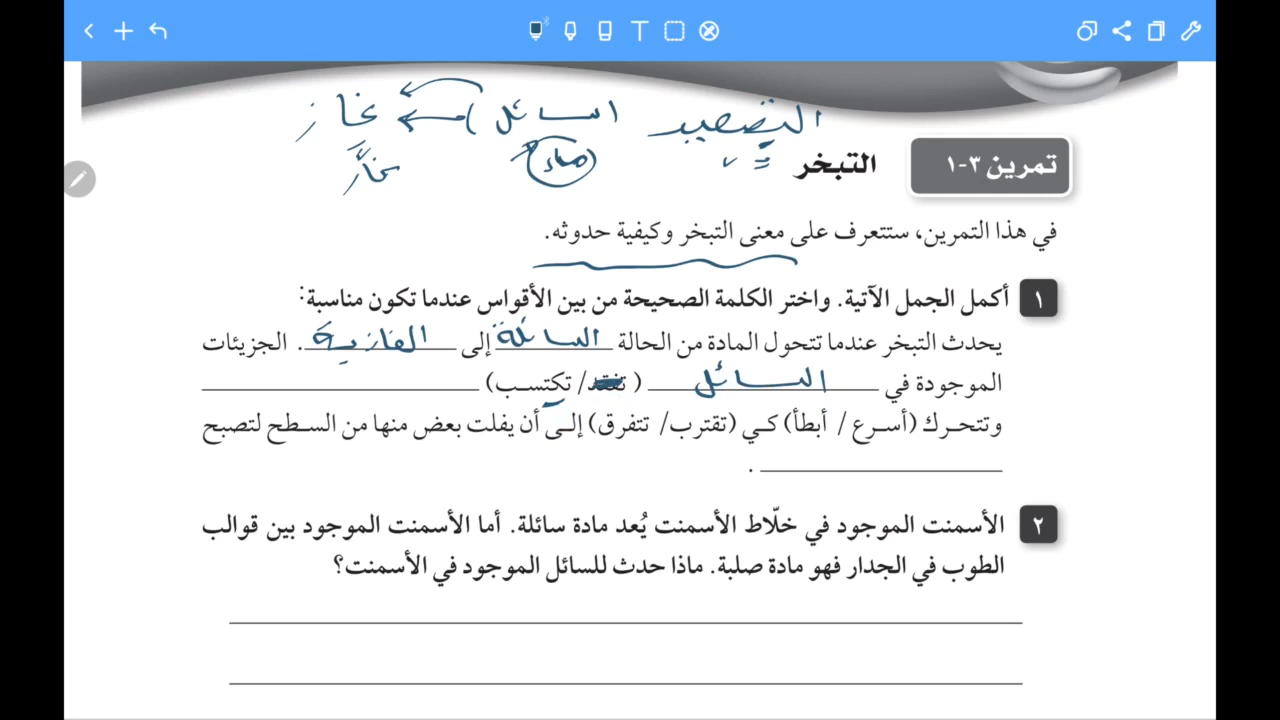 السائل غاز
ماء بخار
تمرين ٣-١ التبخر
في هذا التمرين، ستتعرف على معنى التبخر وكيفية حدوثه.
١ أكمل الجمل الآتية. واختر الكلمة الصحيحة من بين الأقواس عندما تكون مناسبة:
يحدث التبخر عندما تتحول المادة من الحالة السائلة إلى الغازية. الجزيئات
الموجودة في السائل (تفقد/ تكتسب)
وتتحرك (أسرع / أبطأ) كي (تقترب/ تتفرق) إلى أن يفلت بعض منها من السطح لتصبح
.
٢ الأسمنت الموجود في خلّاط الأسمنت يُعد مادة سائلة. أما الأسمنت الموجود بين قوالب
الطوب في الجدار فهو مادة صلبة. ماذا حدث للسائل الموجود في الأسمنت؟